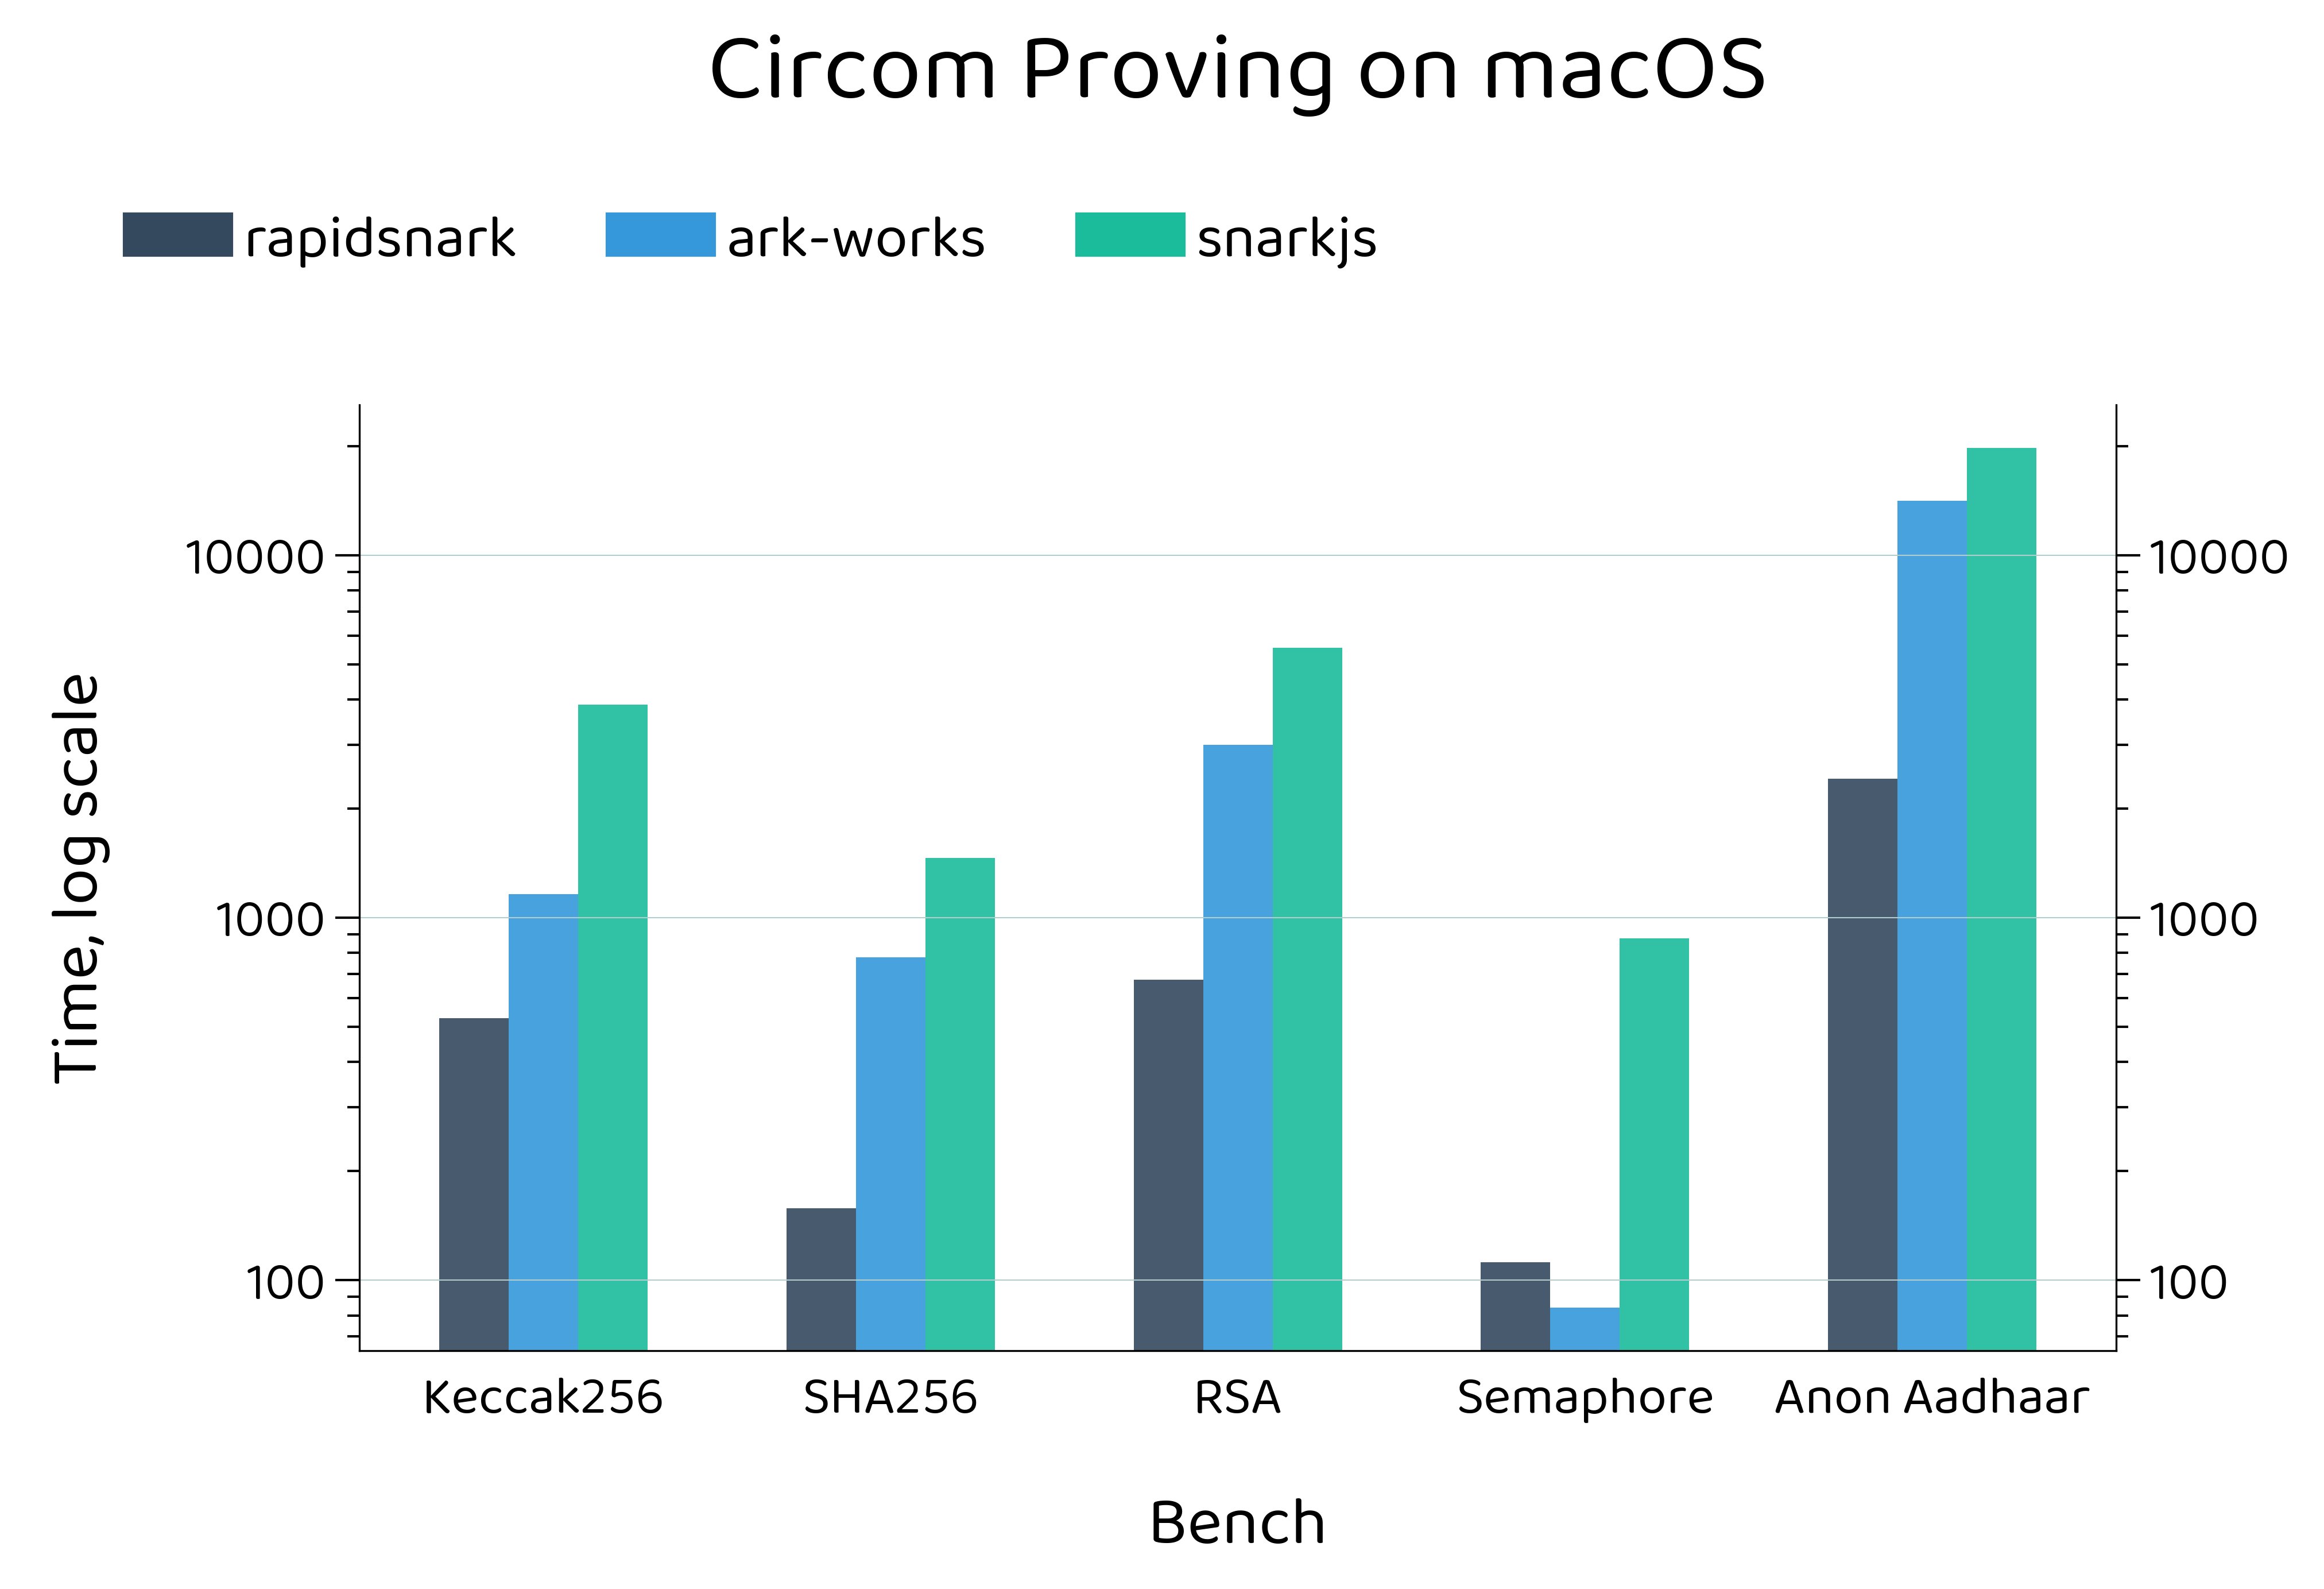 Circom Proving on macOS
rapidsnark ark-works snarkjs
Time, log scale
10000
1000
100
10000
1000
100
Keccak256 SHA256 RSA Semaphore Anon Aadhaar
Bench